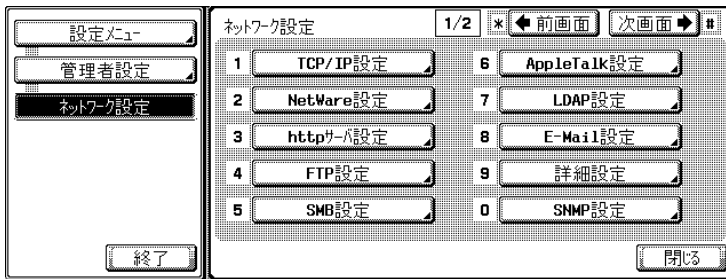 設定メニュー
管理者設定
ネットワーク設定
終了
ネットワーク設定 1/2 * ←前画面 次画面→ #
1 TCP/IP設定 6 AppleTalk設定
2 NetWare設定 7 LDAP設定
3 httpサーバ設定 8 E-Mail設定
4 FTP設定 9 詳細設定
5 SMB設定 0 SNMP設定
閉じる